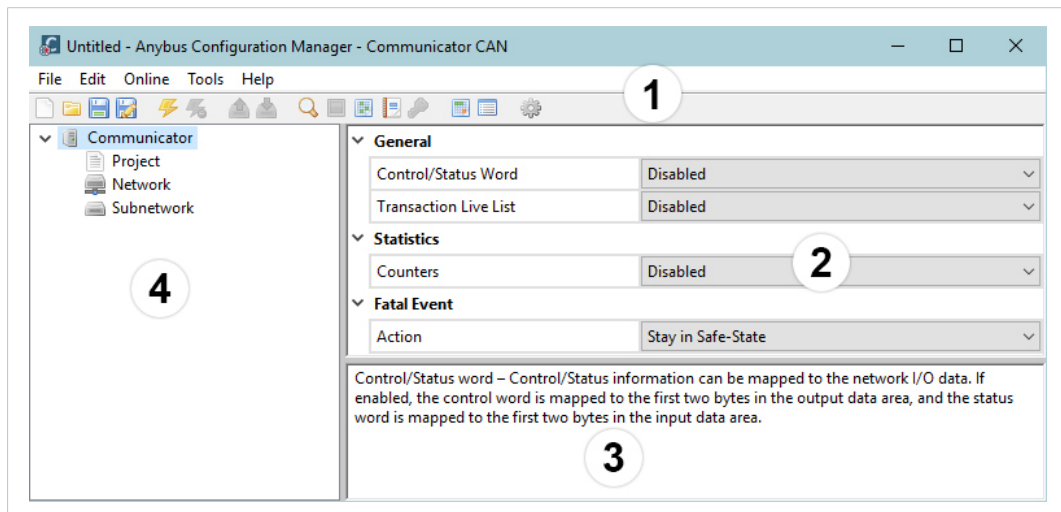 Untitled - Anybus Configuration Manager - Communicator CAN
File Edit Online Tools Help
1
Communicator
Project
Network
Subnetwork
4
General
Control/Status Word Disabled
Transaction Live List Disabled
Statistics
Counters Disabled
2
Fatal Event
Action Stay in Safe-State
Control/Status word – Control/Status information can be mapped to the network I/O data. If
enabled, the control word is mapped to the first two bytes in the output data area, and the status
word is mapped to the first two bytes in the input data area.
3